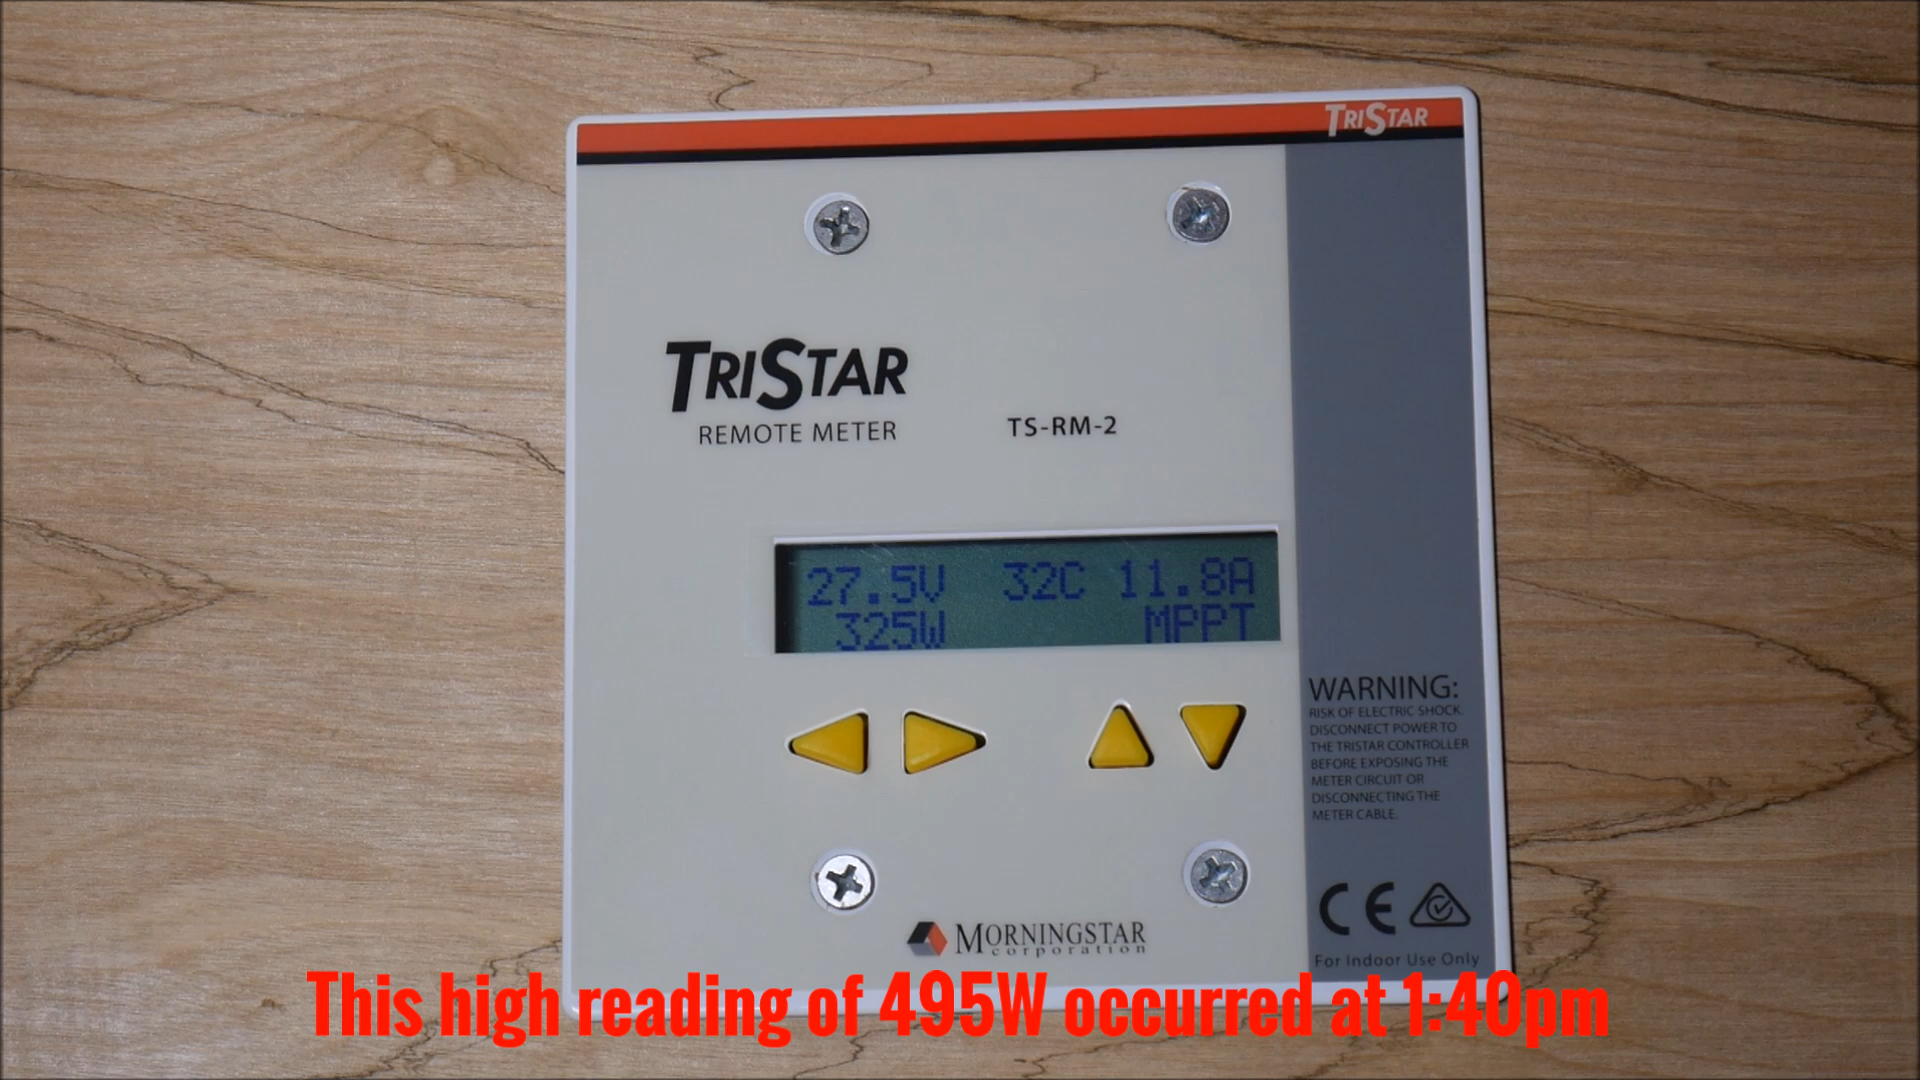 TRISTAR
TRISTAR
REMOTE METER
TS-RM-2
27.5V 32C 11.8A
325W MPPT
WARNING:
RISK OF ELECTRIC SHOCK.
DISCONNECT POWER TO
THE TRISTAR CONTROLLER
BEFORE EXPOSING THE
METER CIRCUIT OR
DISCONNECTING THE
METER CABLE.
CE
For Indoor Use Only
MORNINGSTAR
corporation
This high reading of 495W occurred at 1:40pm